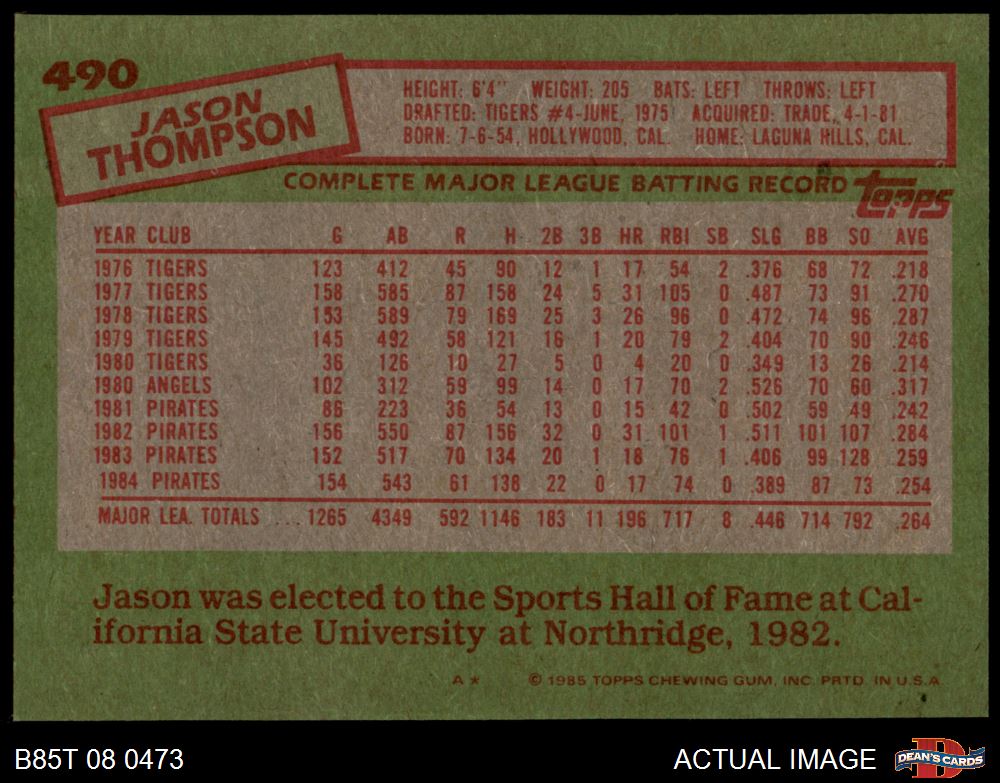 490
JASON
THOMPSON
HEIGHT: 6'4" WEIGHT: 205 BATS: LEFT THROWS: LEFT
DRAFTED: TIGERS #4-JUNE, 1975 ACQUIRED: TRADE, 4-1-81
BORN: 7-6-54, HOLLYWOOD, CAL. HOME: LAGUNA HILLS, CAL.
COMPLETE MAJOR LEAGUE BATTING RECORD topps
YEAR CLUB G AB R H 2B 3B HR RBI SB SLG BB SO AVG
1976 TIGERS 123 412 45 90 12 1 17 54 2 .376 68 72 .218
1977 TIGERS 158 585 87 158 24 5 31 105 0 .487 73 91 .270
1978 TIGERS 153 589 79 169 25 3 26 96 0 .472 74 96 .287
1979 TIGERS 145 492 58 121 16 1 20 79 2 .404 70 90 .246
1980 TIGERS 36 126 10 27 5 0 4 20 0 .349 13 26 .214
1980 ANGELS 102 312 59 99 14 0 17 70 2 .526 70 60 .317
1981 PIRATES 86 223 36 54 13 0 15 42 0 .502 59 49 .242
1982 PIRATES 156 550 87 156 32 0 31 101 1 .511 101 107 .284
1983 PIRATES 152 517 70 134 20 1 18 76 1 .406 99 128 .259
1984 PIRATES 154 543 61 138 22 0 17 74 0 .389 87 73 .254
MAJOR LEA. TOTALS ... 1265 4349 592 1146 183 11 196 717 8 .446 714 792 .264
Jason was elected to the Sports Hall of Fame at Cal-
ifornia State University at Northridge, 1982.
A * © 1985 TOPPS CHEWING GUM, INC. PRTD. IN U.S.A.
B85T 08 0473 ACTUAL IMAGE DEAN'S CARDS